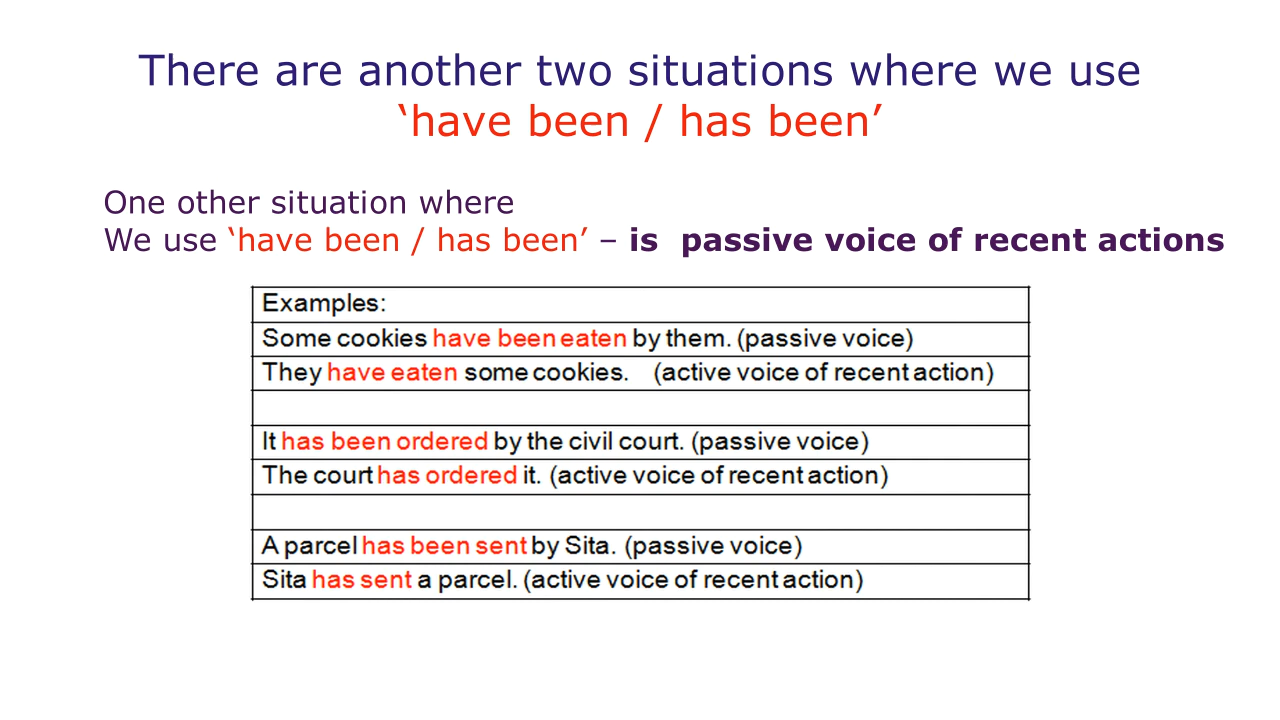 There are another two situations where we use
‘have been / has been’
One other situation where
We use ‘have been / has been’ – is  passive voice of recent actions
Examples:
Some cookies have been eaten by them. (passive voice)
They have eaten some cookies.   (active voice of recent action)
It has been ordered by the civil court. (passive voice)
The court has ordered it. (active voice of recent action)
A parcel has been sent by Sita. (passive voice)
Sita has sent a parcel. (active voice of recent action)